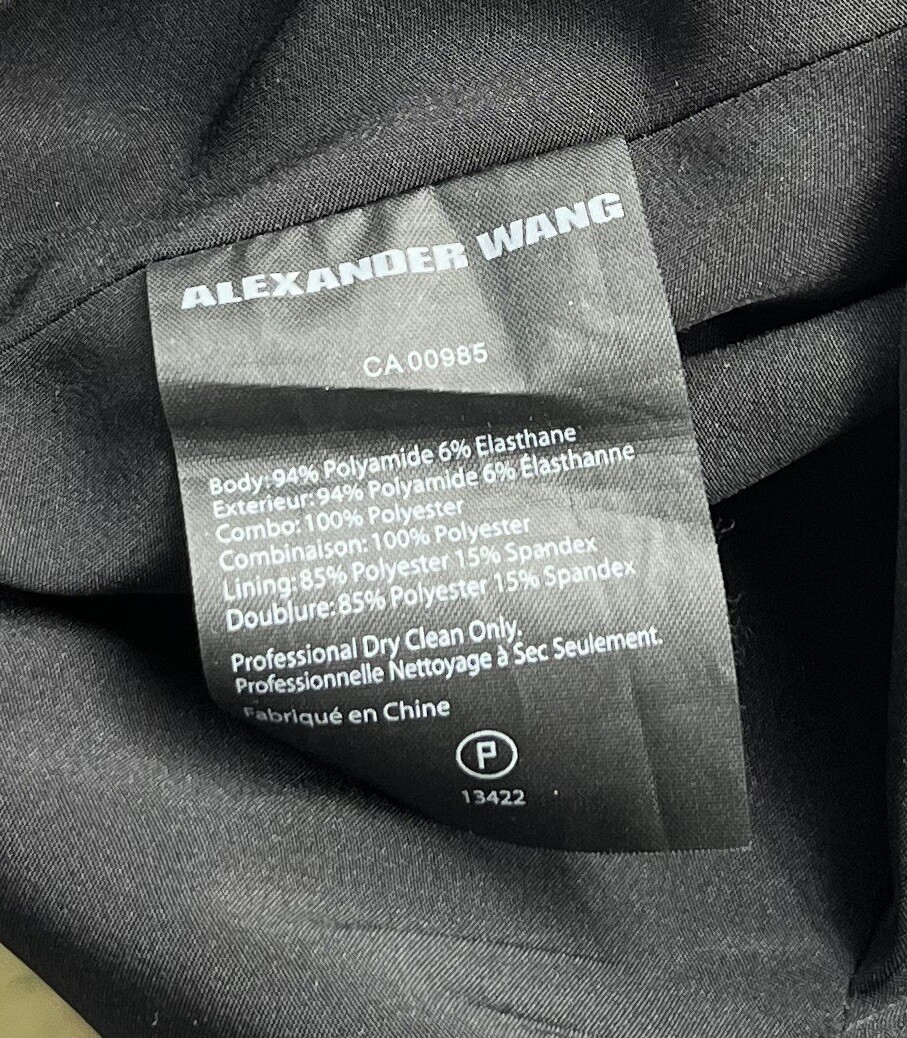 ALEXANDER WANG
CA 00985
Body: 94% Polyamide 6% Elasthane
Exterieur: 94% Polyamide 6% Elasthanne
Combo: 100% Polyester
Combinaison: 100% Polyester
Lining: 85% Polyester 15% Spandex
Doublure: 85% Polyester 15% Spandex
Professional Dry Clean Only.
Professionnelle Nettoyage à Sec Seulement.
Fabriqué en Chine
P
13422